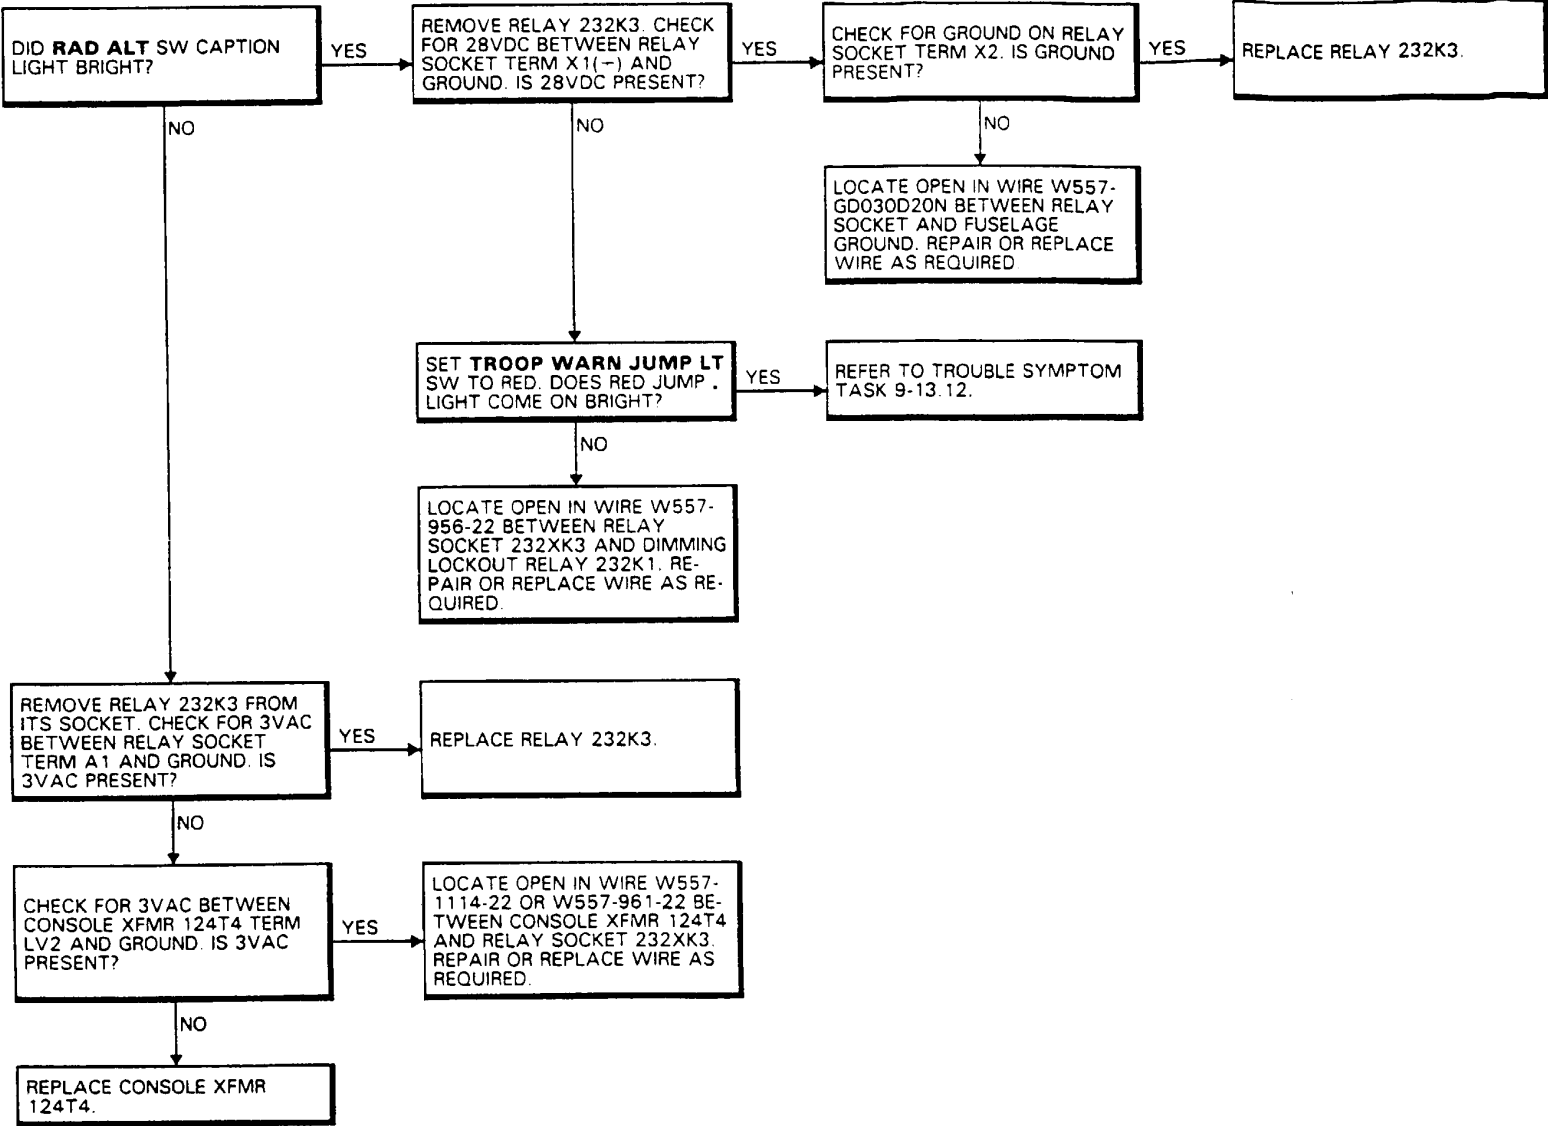 DID RAD ALT SW CAPTION
LIGHT BRIGHT?
YES
REMOVE RELAY 232K3. CHECK
FOR 28VDC BETWEEN RELAY
SOCKET TERM X1(–) AND
GROUND. IS 28VDC PRESENT?
YES
CHECK FOR GROUND ON RELAY
SOCKET TERM X2. IS GROUND
PRESENT?
YES
REPLACE RELAY 232K3.
NO
NO
NO
LOCATE OPEN IN WIRE W557-
GD030D20N BETWEEN RELAY
SOCKET AND FUSELAGE
GROUND. REPAIR OR REPLACE
WIRE AS REQUIRED
SET TROOP WARN JUMP LT
SW TO RED. DOES RED JUMP .
LIGHT COME ON BRIGHT?
YES
REFER TO TROUBLE SYMPTOM
TASK 9-13.12.
NO
LOCATE OPEN IN WIRE W557-
956-22 BETWEEN RELAY
SOCKET 232XK3 AND DIMMING
LOCKOUT RELAY 232K1. RE-
PAIR OR REPLACE WIRE AS RE-
QUIRED.
REMOVE RELAY 232K3 FROM
ITS SOCKET. CHECK FOR 3VAC
BETWEEN RELAY SOCKET
TERM A1 AND GROUND. IS
3VAC PRESENT?
YES
REPLACE RELAY 232K3.
NO
CHECK FOR 3VAC BETWEEN
CONSOLE XFMR 124T4 TERM
LV2 AND GROUND. IS 3VAC
PRESENT?
YES
LOCATE OPEN IN WIRE W557-
1114-22 OR W557-961-22 BE-
TWEEN CONSOLE XFMR 124T4
AND RELAY SOCKET 232XK3.
REPAIR OR REPLACE WIRE AS
REQUIRED.
NO
REPLACE CONSOLE XFMR
124T4.